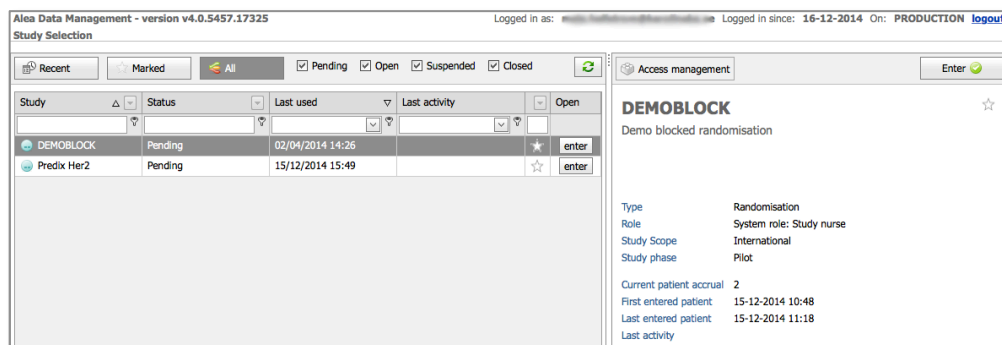 Alea Data Management - version v4.0.5457.17325 Logged in as: Logged in since: 16-12-2014 On: PRODUCTION logout
Study Selection
Recent Marked All Pending Open Suspended Closed
Access management Enter
Study Status Last used Last activity Open
DEMOBLOCK Pending 02/04/2014 14:26 enter
Predix Her2 Pending 15/12/2014 15:49 enter
DEMOBLOCK
Demo blocked randomisation
Type Randomisation
Role System role: Study nurse
Study Scope International
Study phase Pilot
Current patient accrual 2
First entered patient 15-12-2014 10:48
Last entered patient 15-12-2014 11:18
Last activity